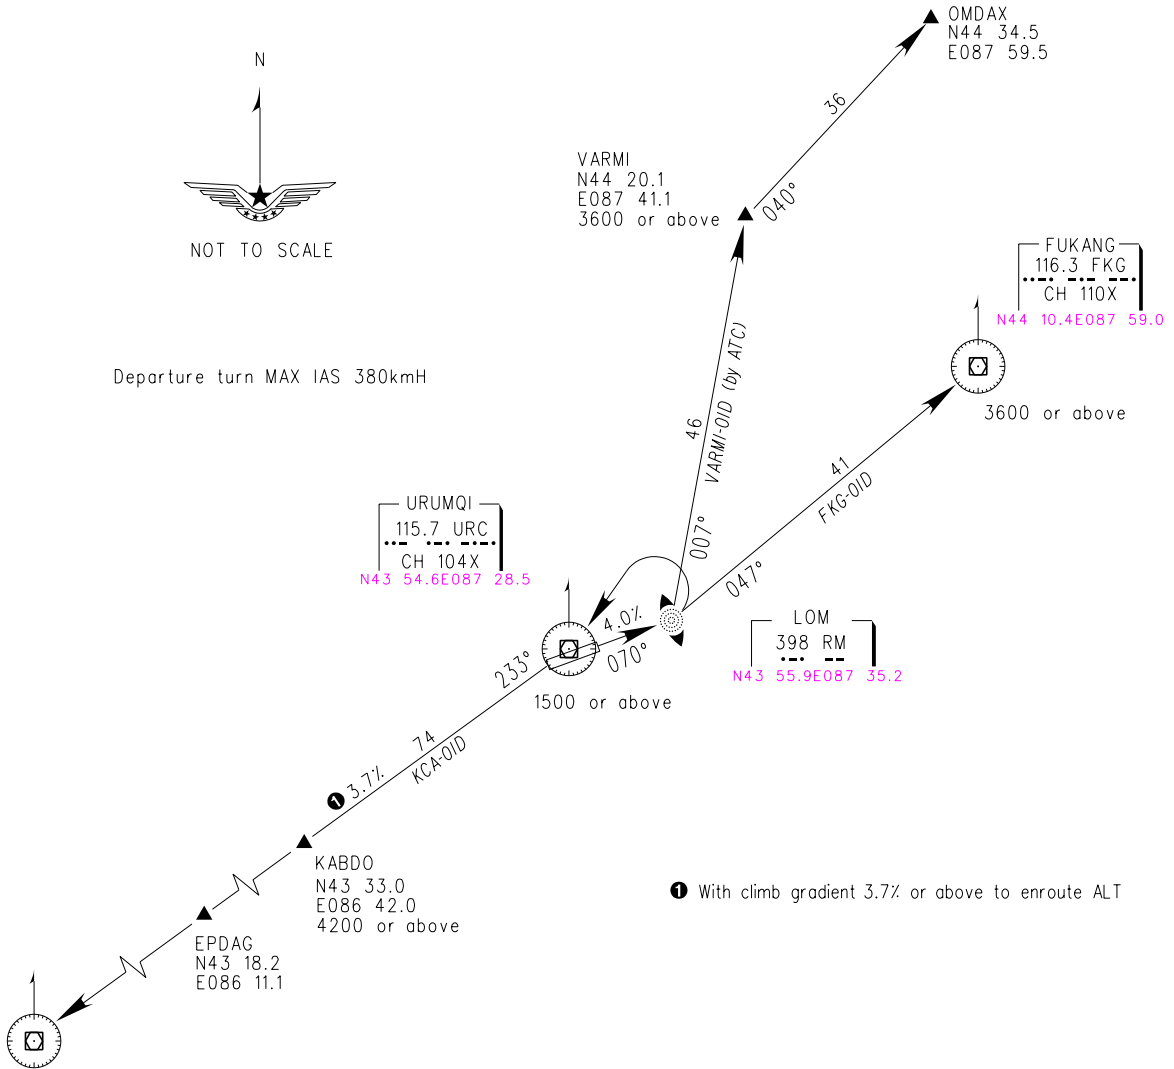 OMDAX
N44 34.5
E087 59.5
N
36
VARMI
N44 20.1
E087 41.1
3600 or above
040°
NOT TO SCALE
FUKANG
116.3 FKG
CH 110X
N44 10.4E087 59.0
Departure turn MAX IAS 380kmH
3600 or above
46
VARMI-01D (by ATC)
41
FKG-01D
URUMQI
115.7 URC
CH 104X
N43 54.6E087 28.5
007°
047°
4.0%
070°
LOM
398 RM
N43 55.9E087 35.2
233°
1500 or above
74
KCA-01D
1 3.7%
KABDO
N43 33.0
E086 42.0
4200 or above
1 With climb gradient 3.7% or above to enroute ALT
EPDAG
N43 18.2
E086 11.1